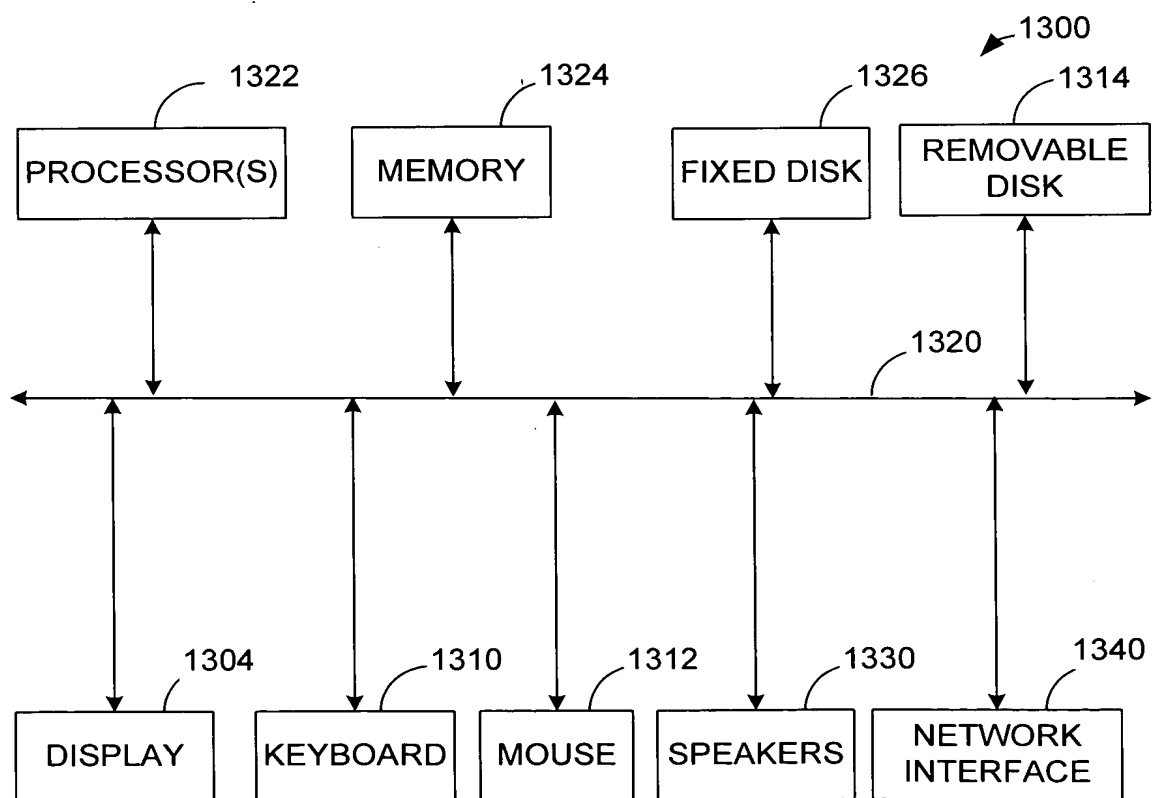 1300
1322
1324
1326
1314
PROCESSOR(S)
MEMORY
FIXED DISK
REMOVABLE
DISK
1320
1304
1310
1312
1330
1340
DISPLAY
KEYBOARD
MOUSE
SPEAKERS
NETWORK
INTERFACE